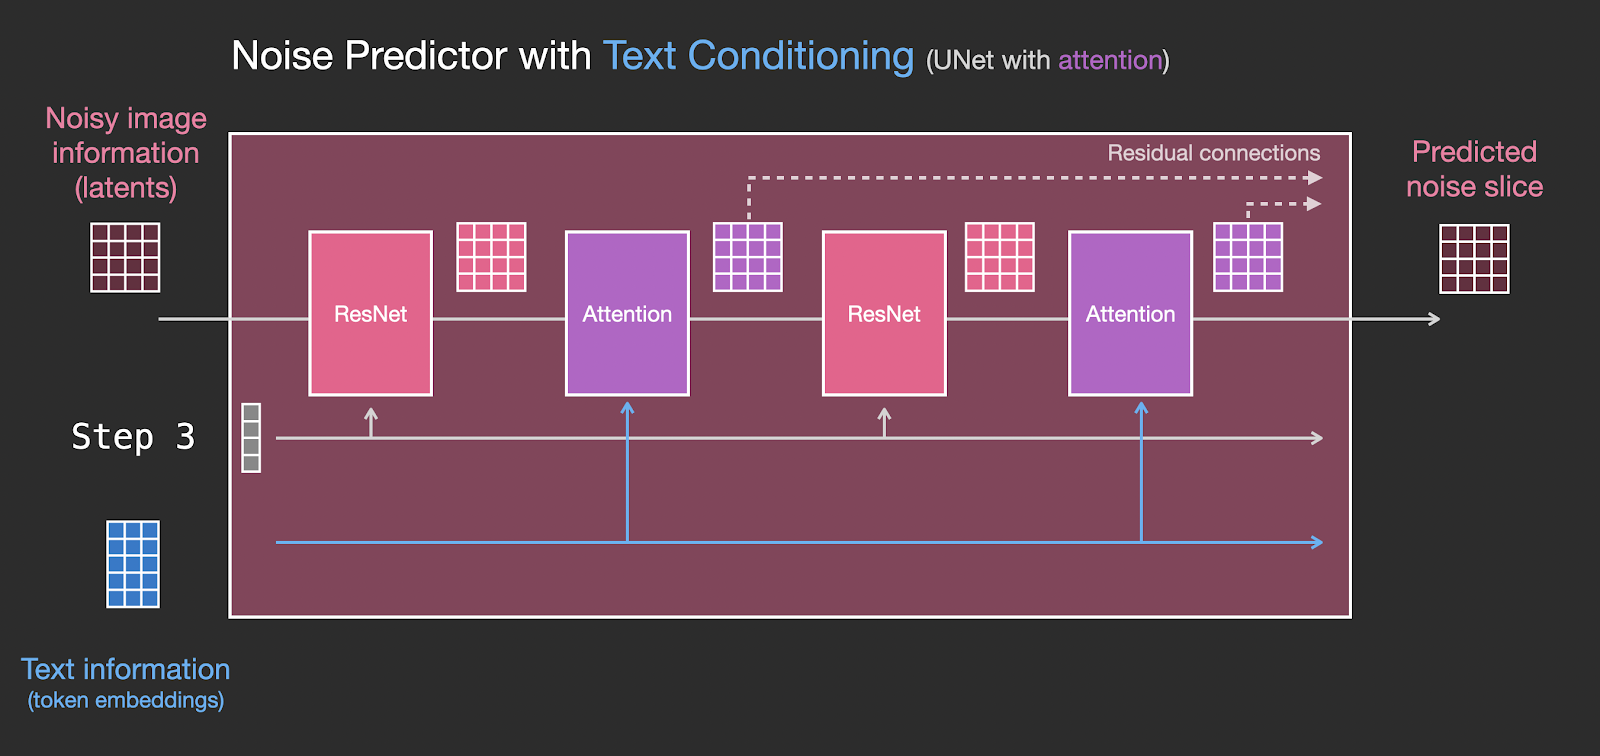 Noise Predictor with Text Conditioning (UNet with attention)
Noisy image
information
(latents)
Residual connections
Predicted
noise slice
ResNet
Attention
ResNet
Attention
Step 3
Text information
(token embeddings)